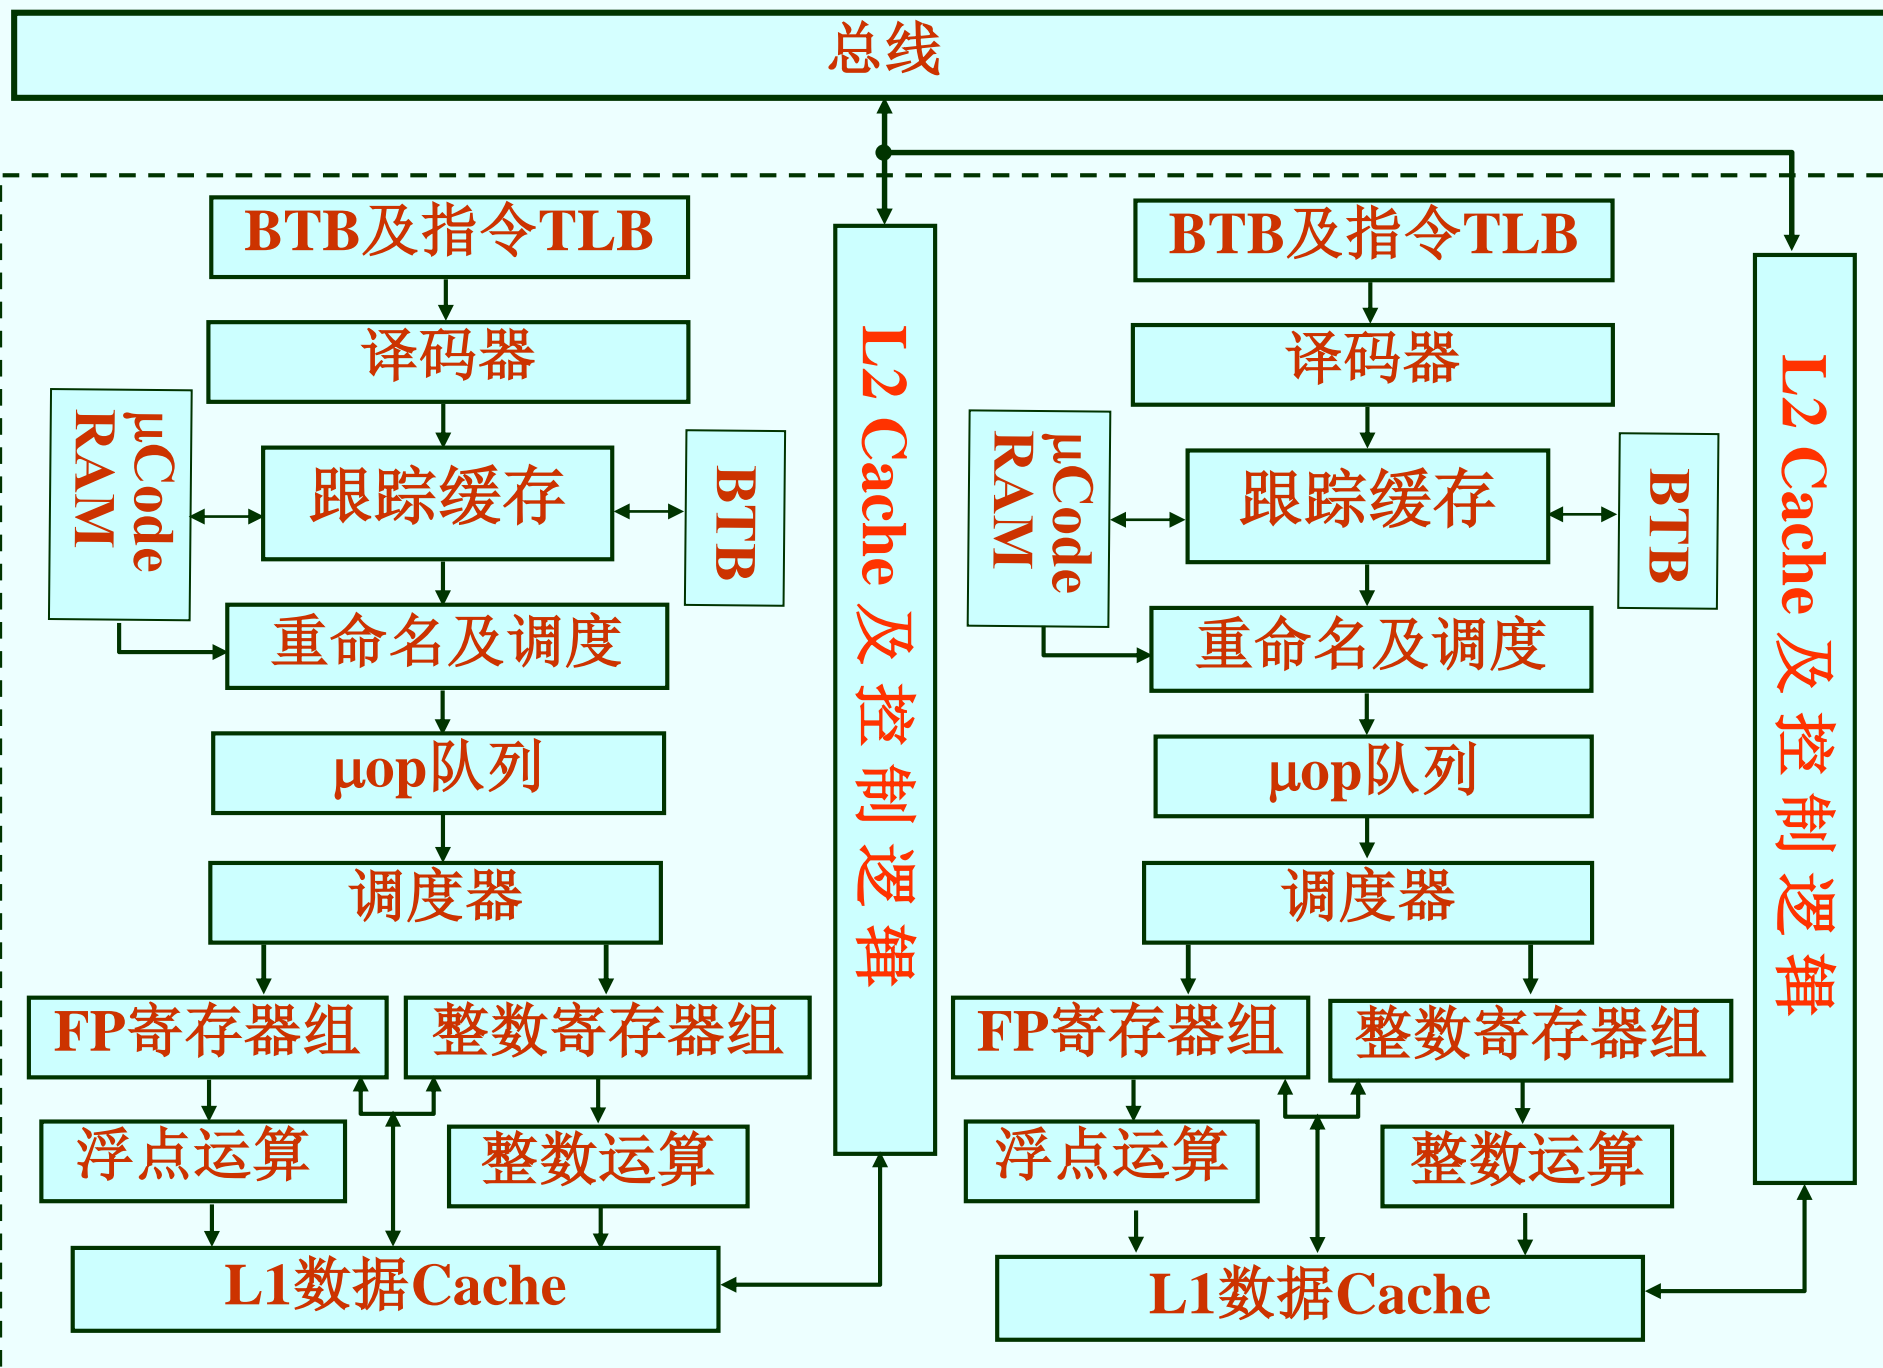 总线
BTB及指令TLB
译码器
μCode
RAM
跟踪缓存
BTB
重命名及调度
μop队列
调度器
FP寄存器组
整数寄存器组
浮点运算
整数运算
L1数据Cache
L2 Cache 及控制逻辑
BTB及指令TLB
译码器
μCode
RAM
跟踪缓存
BTB
重命名及调度
μop队列
调度器
FP寄存器组
整数寄存器组
浮点运算
整数运算
L1数据Cache
L2 Cache 及控制逻辑